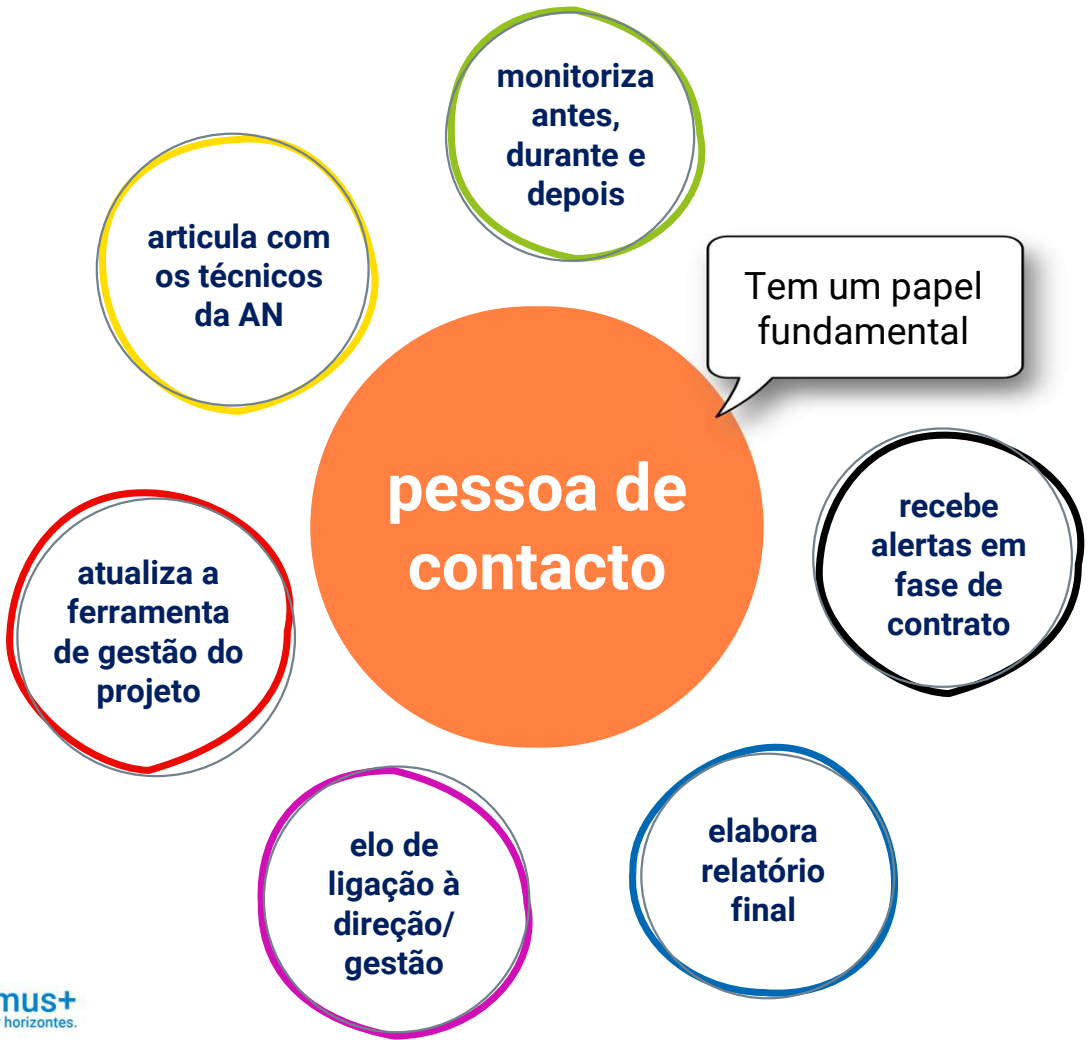 monitoriza
antes,
durante e
depois
articula com
os técnicos
da AN
Tem um papel
fundamental
pessoa de
contacto
recebe
alertas em
fase de
contrato
atualiza a
ferramenta
de gestão do
projeto
elabora
relatório
final
elo de
ligação à
direção/
gestão
mus+
horizontes.